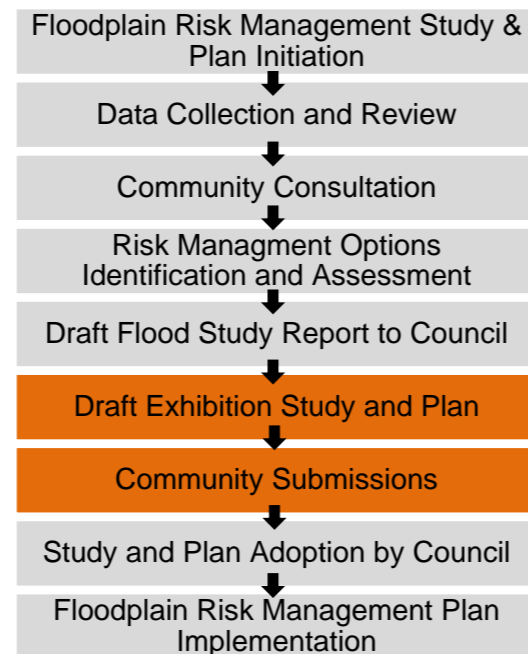 Floodplain Risk Management Study &
Plan Initiation
Data Collection and Review
Community Consultation
Risk Managment Options
Identification and Assessment
Draft Flood Study Report to Council
Draft Exhibition Study and Plan
Community Submissions
Study and Plan Adoption by Council
Floodplain Risk Management Plan
Implementation